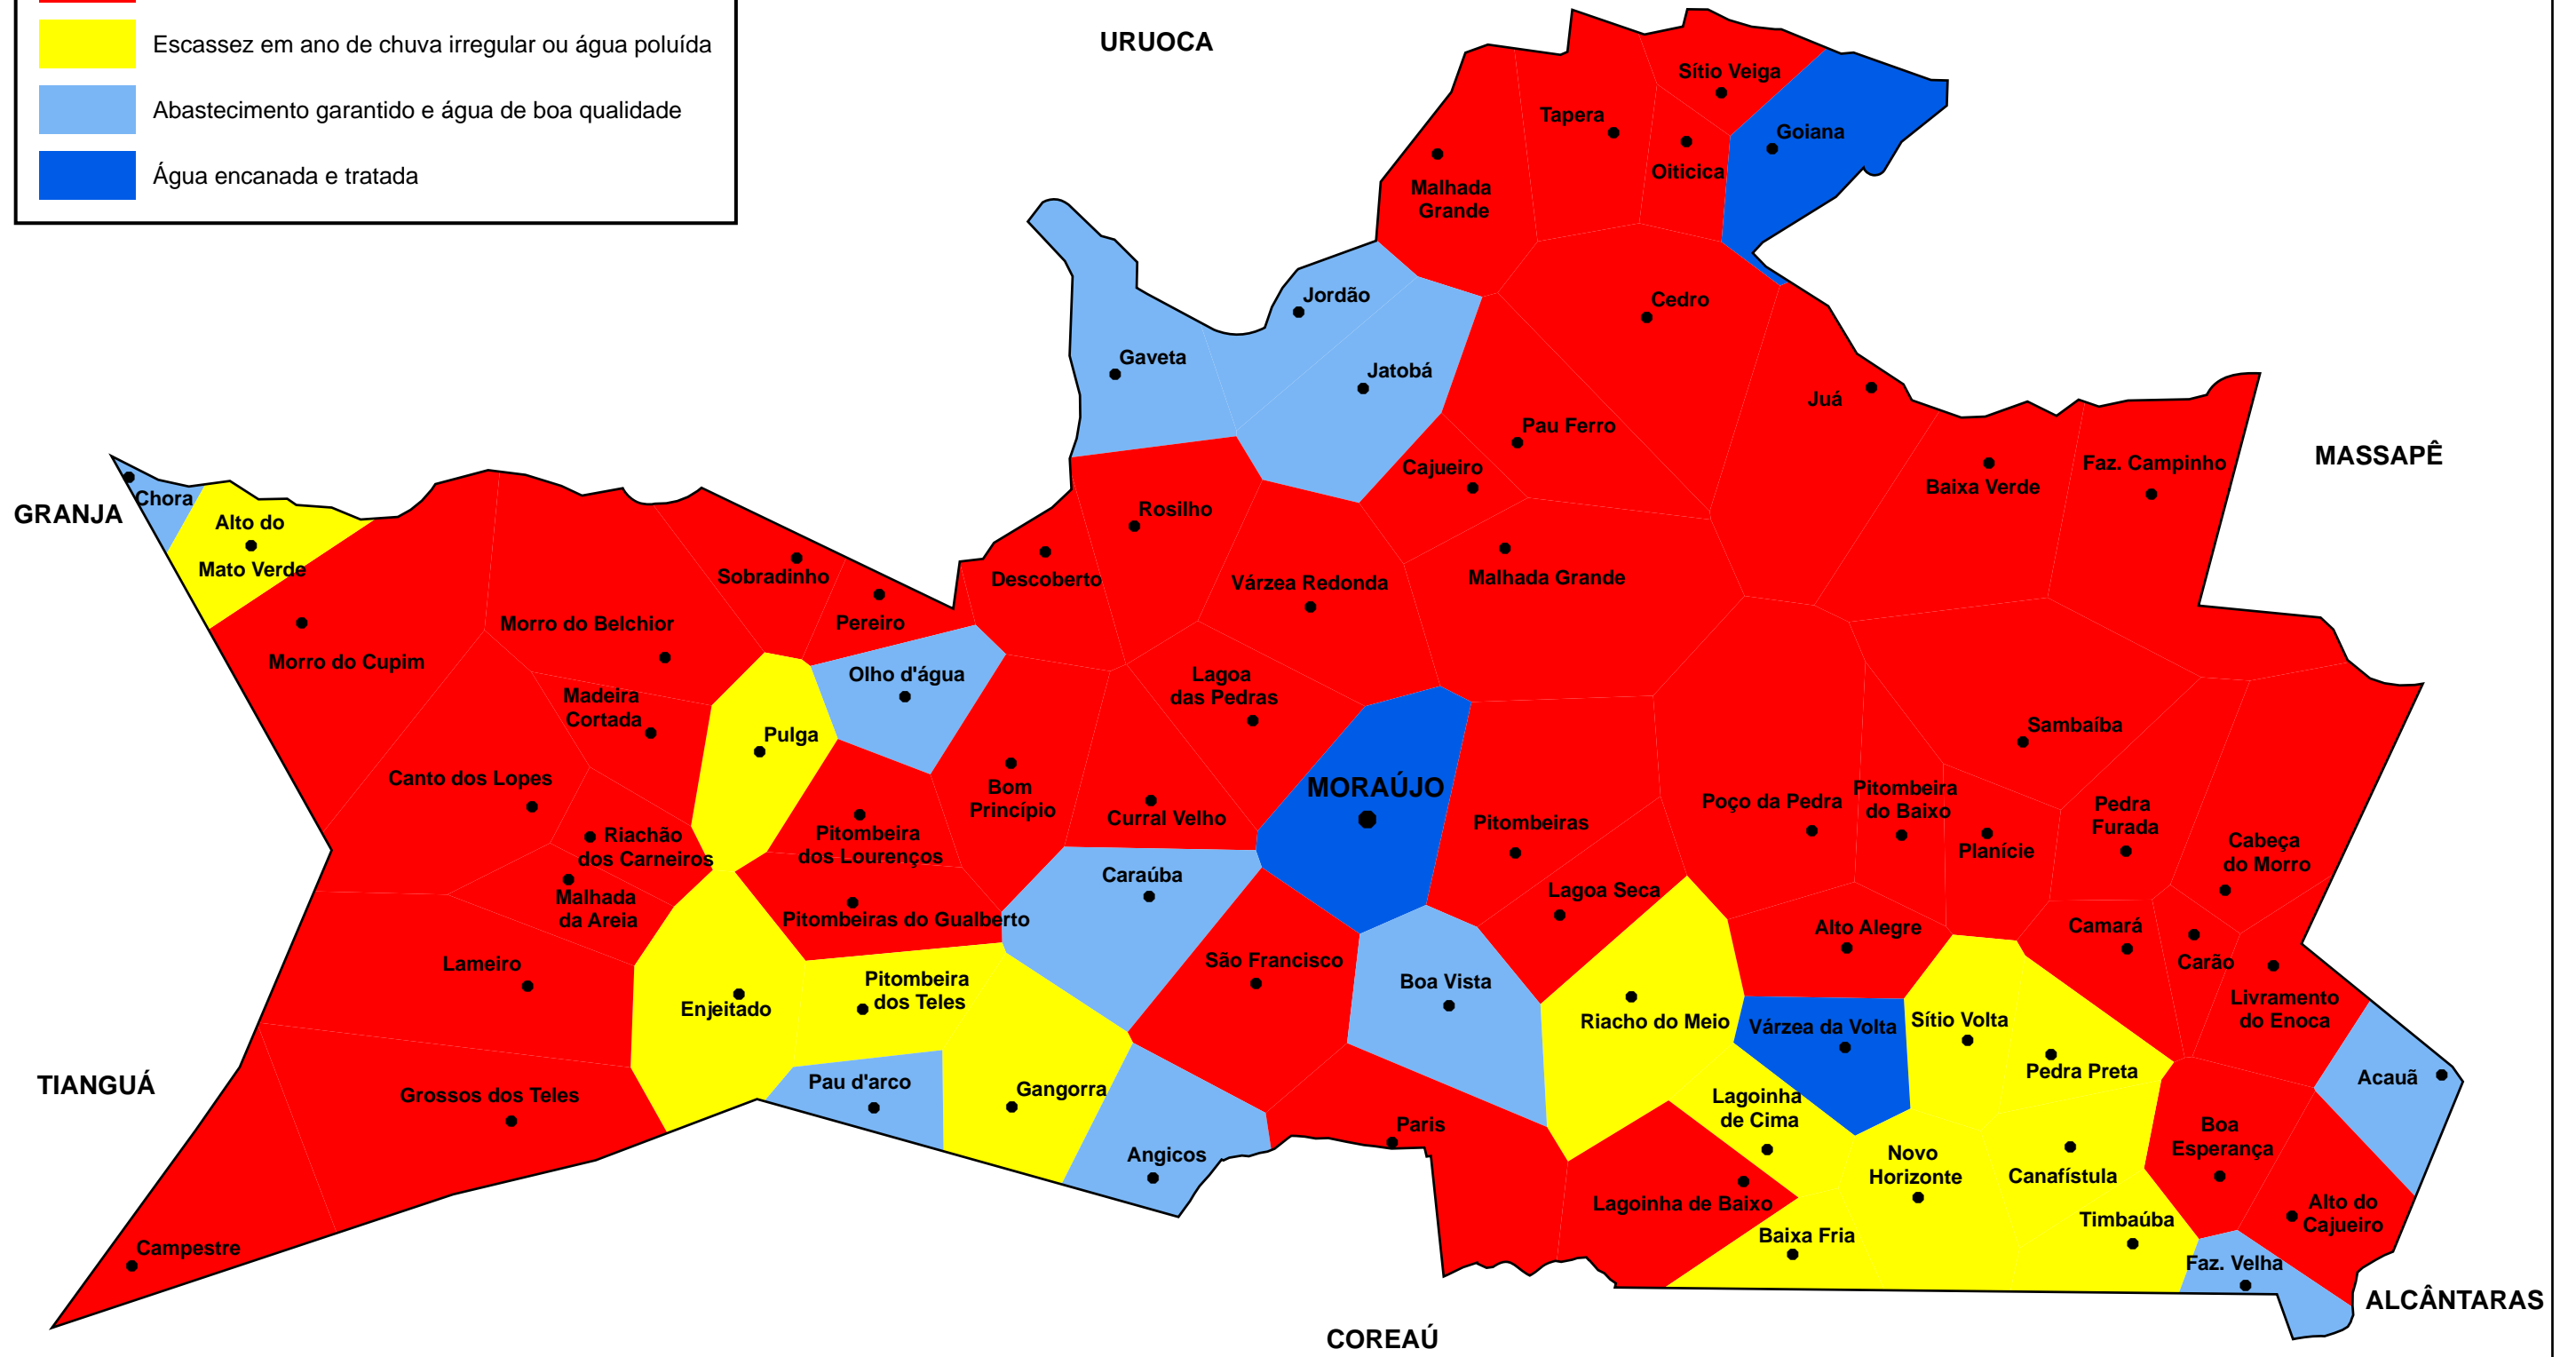 Escassez em ano de chuva irregular ou água poluída
Abastecimento garantido e água de boa qualidade
Água encanada e tratada
URUOCA
Sítio Veiga
Tapera
Goiana
Oiticica
Malhada
Grande
Jordão
Cedro
Gaveta
Jatobá
Juá
Pau Ferro
MASSAPÊ
Cajueiro
Faz. Campinho
Baixa Verde
Chora
GRANJA
Alto do
Mato Verde
Rosilho
Sobradinho
Descoberto
Várzea Redonda
Malhada Grande
Morro do Belchior
Pereiro
Morro do Cupim
Olho d'água
Lagoa
das Pedras
Madeira
Cortada
Pulga
Sambaíba
Canto dos Lopes
Bom
Princípio
MORAÚJO
Poço da Pedra
Pitombeira
do Baixo
Pedra
Furada
Curral Velho
Pitombeiras
Riachão
dos Carneiros
Pitombeira
dos Lourenços
Planície
Cabeça
do Morro
Caraúba
Lagoa Seca
Malhada
da Areia
Pitombeiras do Gualberto
Alto Alegre
Camará
Lameiro
São Francisco
Carão
Pitombeira
dos Teles
Boa Vista
Enjeitado
Riacho do Meio
Várzea da Volta
Sítio Volta
Livramento
do Enoca
TIANGUÁ
Pau d'arco
Pedra Preta
Acauã
Grossos dos Teles
Gangorra
Lagoinha
de Cima
Paris
Boa
Esperança
Angicos
Novo
Horizonte
Canafístula
Lagoinha de Baixo
Alto do
Cajueiro
Timbaúba
Baixa Fria
Campestre
Faz. Velha
ALCÂNTARAS
COREAÚ